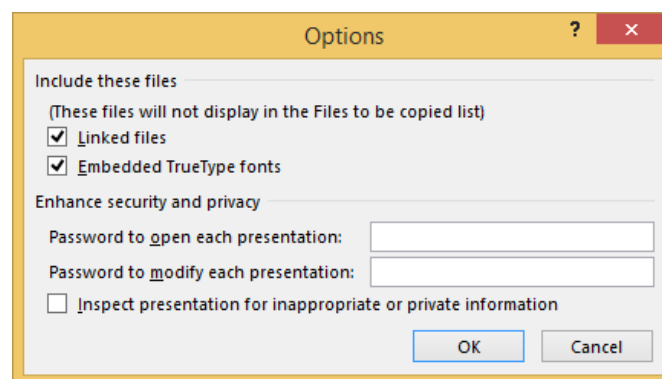 Options
?
×
Include these files
(These files will not display in the Files to be copied list)
Linked files
Embedded TrueType fonts
Enhance security and privacy
Password to open each presentation:
Password to modify each presentation:
Inspect presentation for inappropriate or private information
OK Cancel